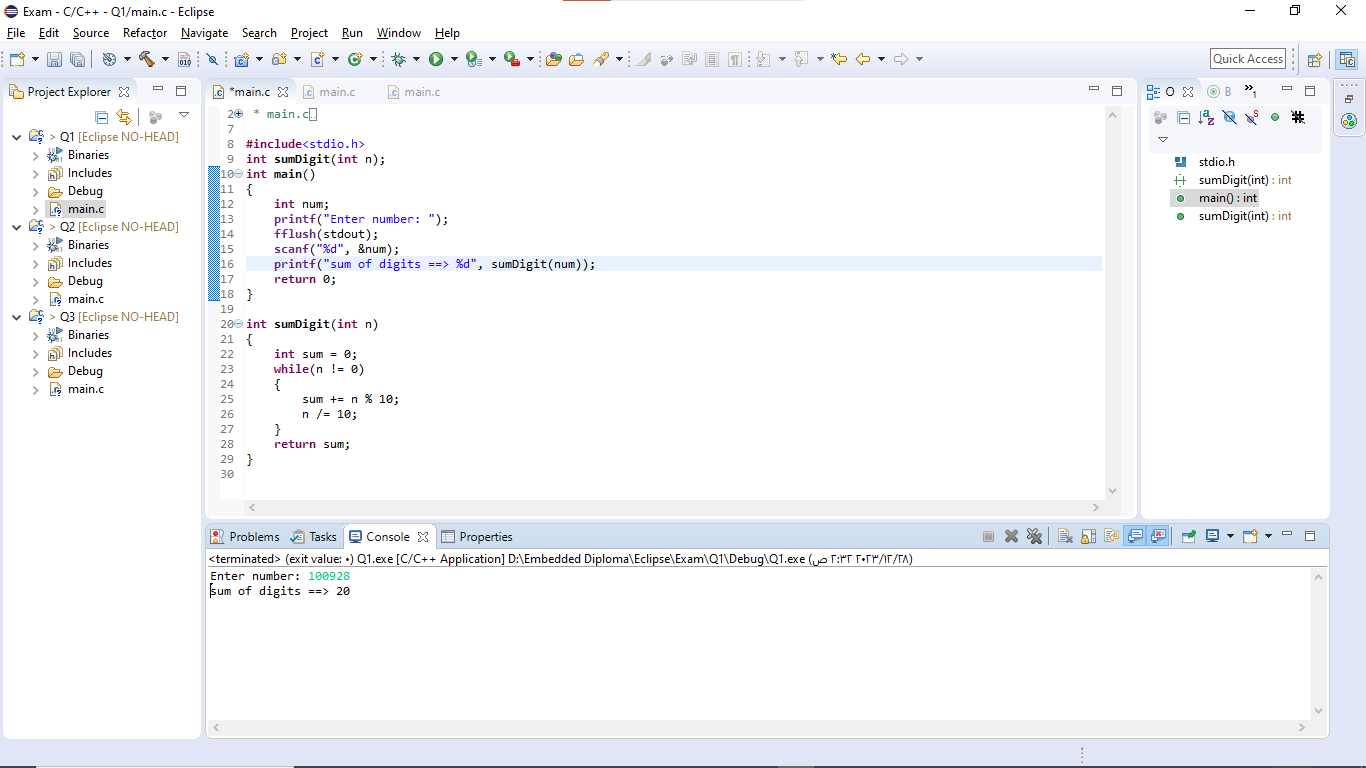 Exam - C/C++ - Q1/main.c - Eclipse
File Edit Source Refactor Navigate Search Project Run Window Help
Quick Access
Project Explorer
*main.c main.c main.c
O B »1
Q1 [Eclipse NO-HEAD]
Binaries
Includes
Debug
main.c
> Q2 [Eclipse NO-HEAD]
Binaries
Includes
Debug
main.c
> Q3 [Eclipse NO-HEAD]
Binaries
Includes
Debug
main.c
2 * main.c
7
8 #include<stdio.h>
9 int sumDigit(int n);
10 int main()
11 {
12 int num;
13 printf("Enter number: ");
14 fflush(stdout);
15 scanf("%d", &num);
16 printf("sum of digits ==> %d", sumDigit(num));
17 return 0;
18 }
19
20 int sumDigit(int n)
21 {
22 int sum = 0;
23 while(n != 0)
24 {
25 sum += n % 10;
26 n /= 10;
27 }
28 return sum;
29 }
30
stdio.h
sumDigit(int) : int
main() : int
sumDigit(int) : int
Problems Tasks Console Properties
<terminated> (exit value: ٠) Q1.exe [C/C++ Application] D:\Embedded Diploma\Eclipse\Exam\Q1\Debug\Q1.exe (٢٠٢٣/١٢/٢٨ ٢:٣٢ ص)
Enter number: 100928
sum of digits ==> 20